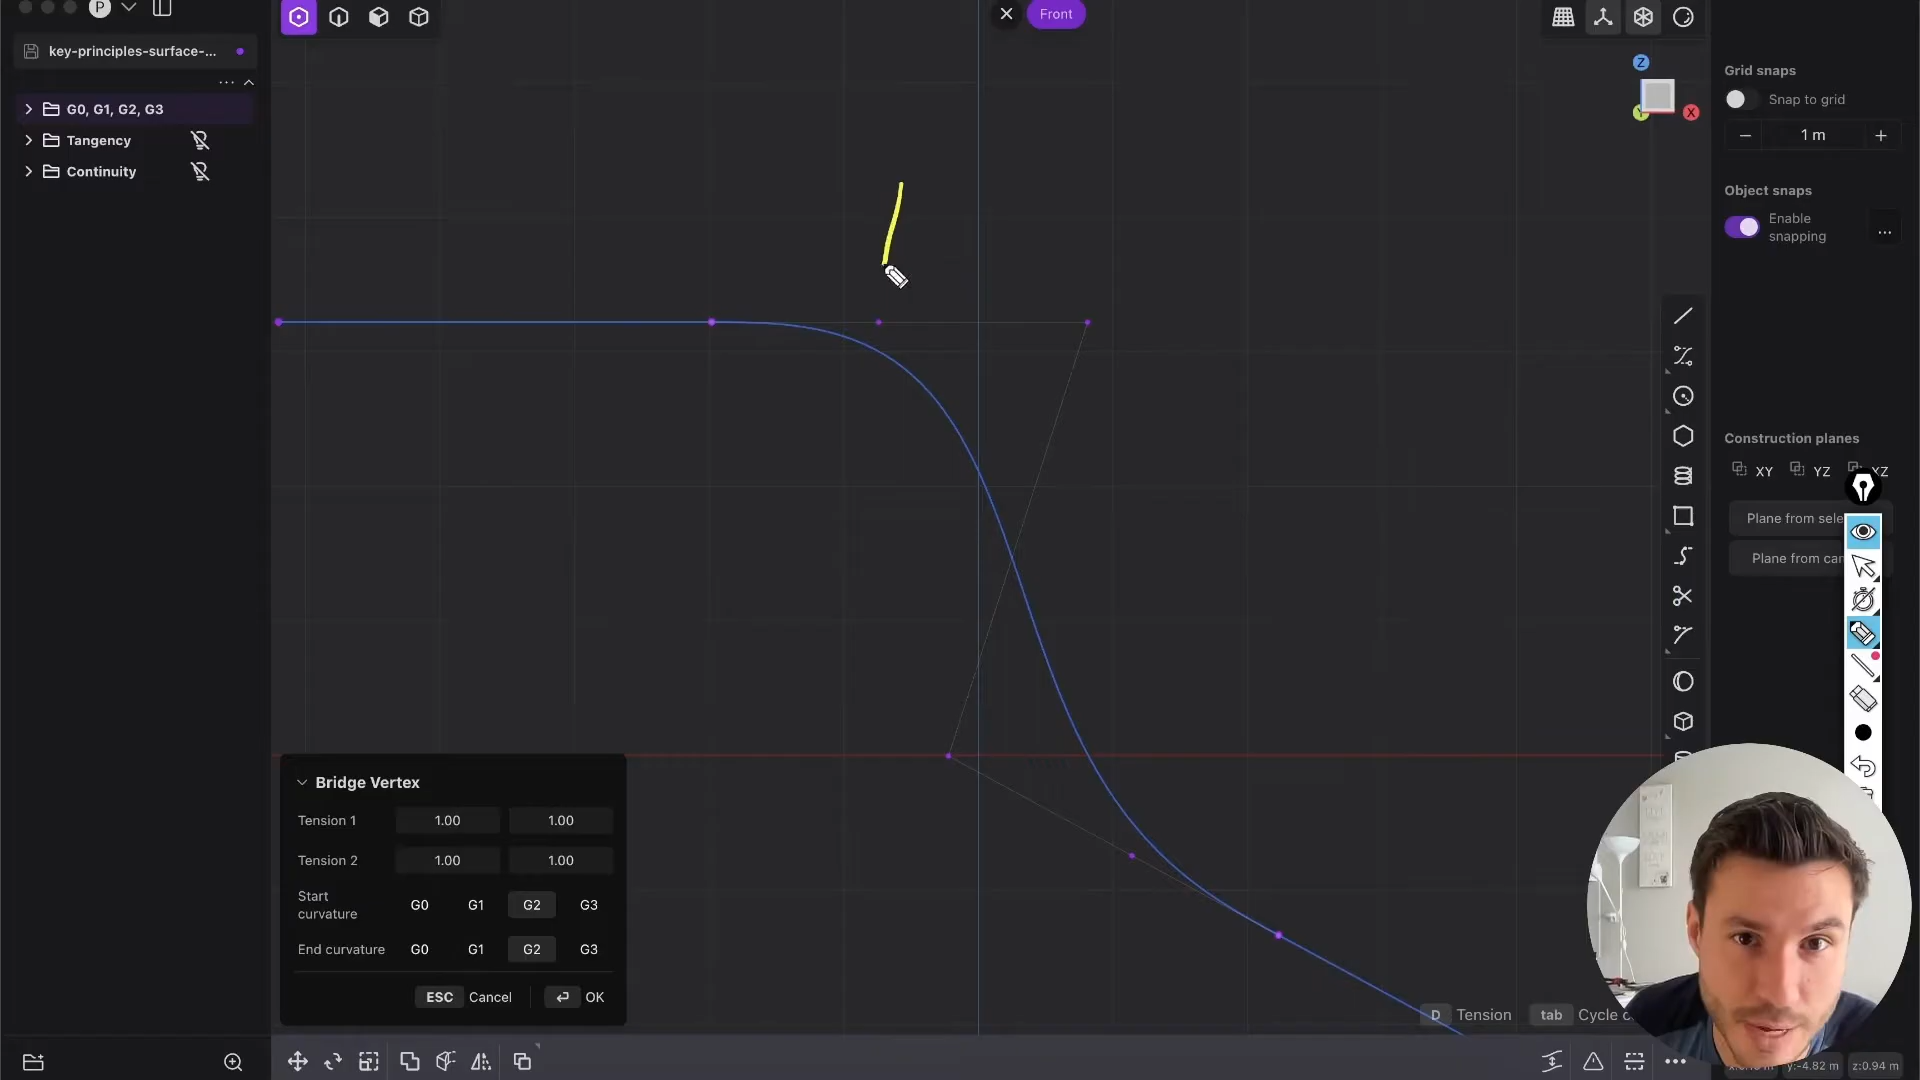 P
Front
key-principles-surface-...
G0, G1, G2, G3
Tangency
Continuity
Z
X
Grid snaps
Snap to grid
1 m
Object snaps
Enable
snapping
...
Construction planes
XY YZ XZ
Plane from sele
Plane from can
Bridge Vertex
Tension 1 1.00 1.00
Tension 2 1.00 1.00
Start
curvature G0 G1 G2 G3
End curvature G0 G1 G2 G3
ESC Cancel OK
D Tension tab Cycle
y:-4.82 m z:0.94 m